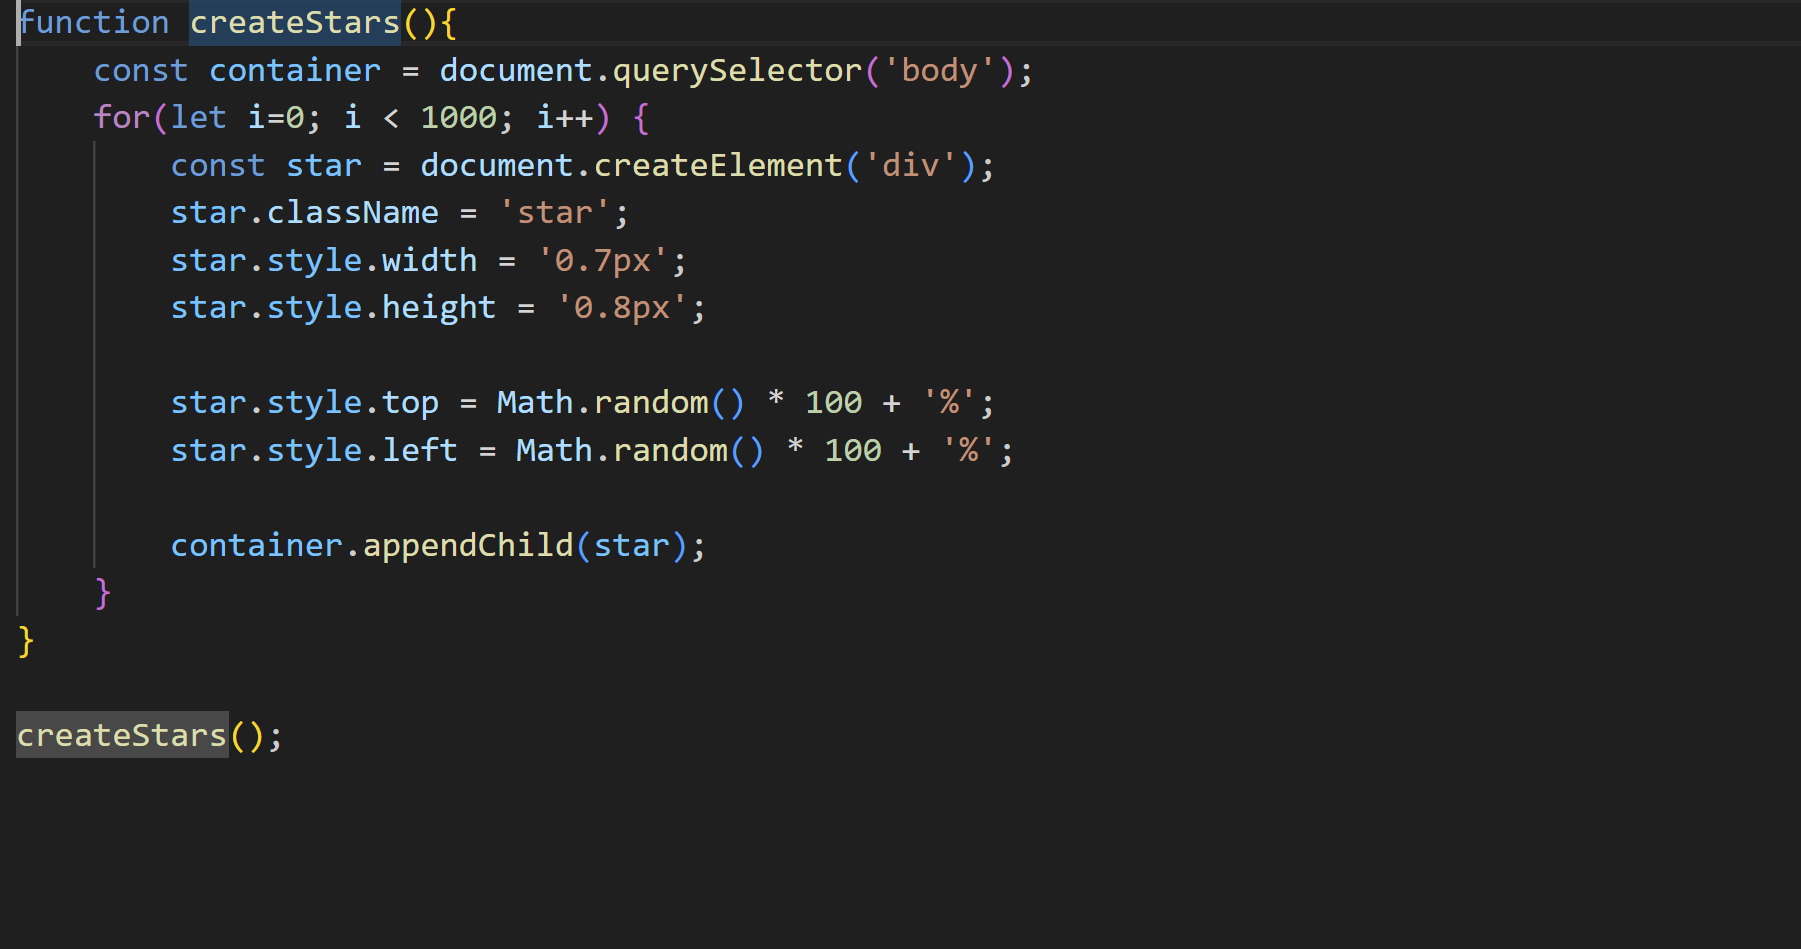 function createStars(){
    const container = document.querySelector('body');
    for(let i=0; i < 1000; i++) {
        const star = document.createElement('div');
        star.className = 'star';
        star.style.width = '0.7px';
        star.style.height = '0.8px';

        star.style.top = Math.random() * 100 + '%';
        star.style.left = Math.random() * 100 + '%';

        container.appendChild(star);
    }
}

createStars();